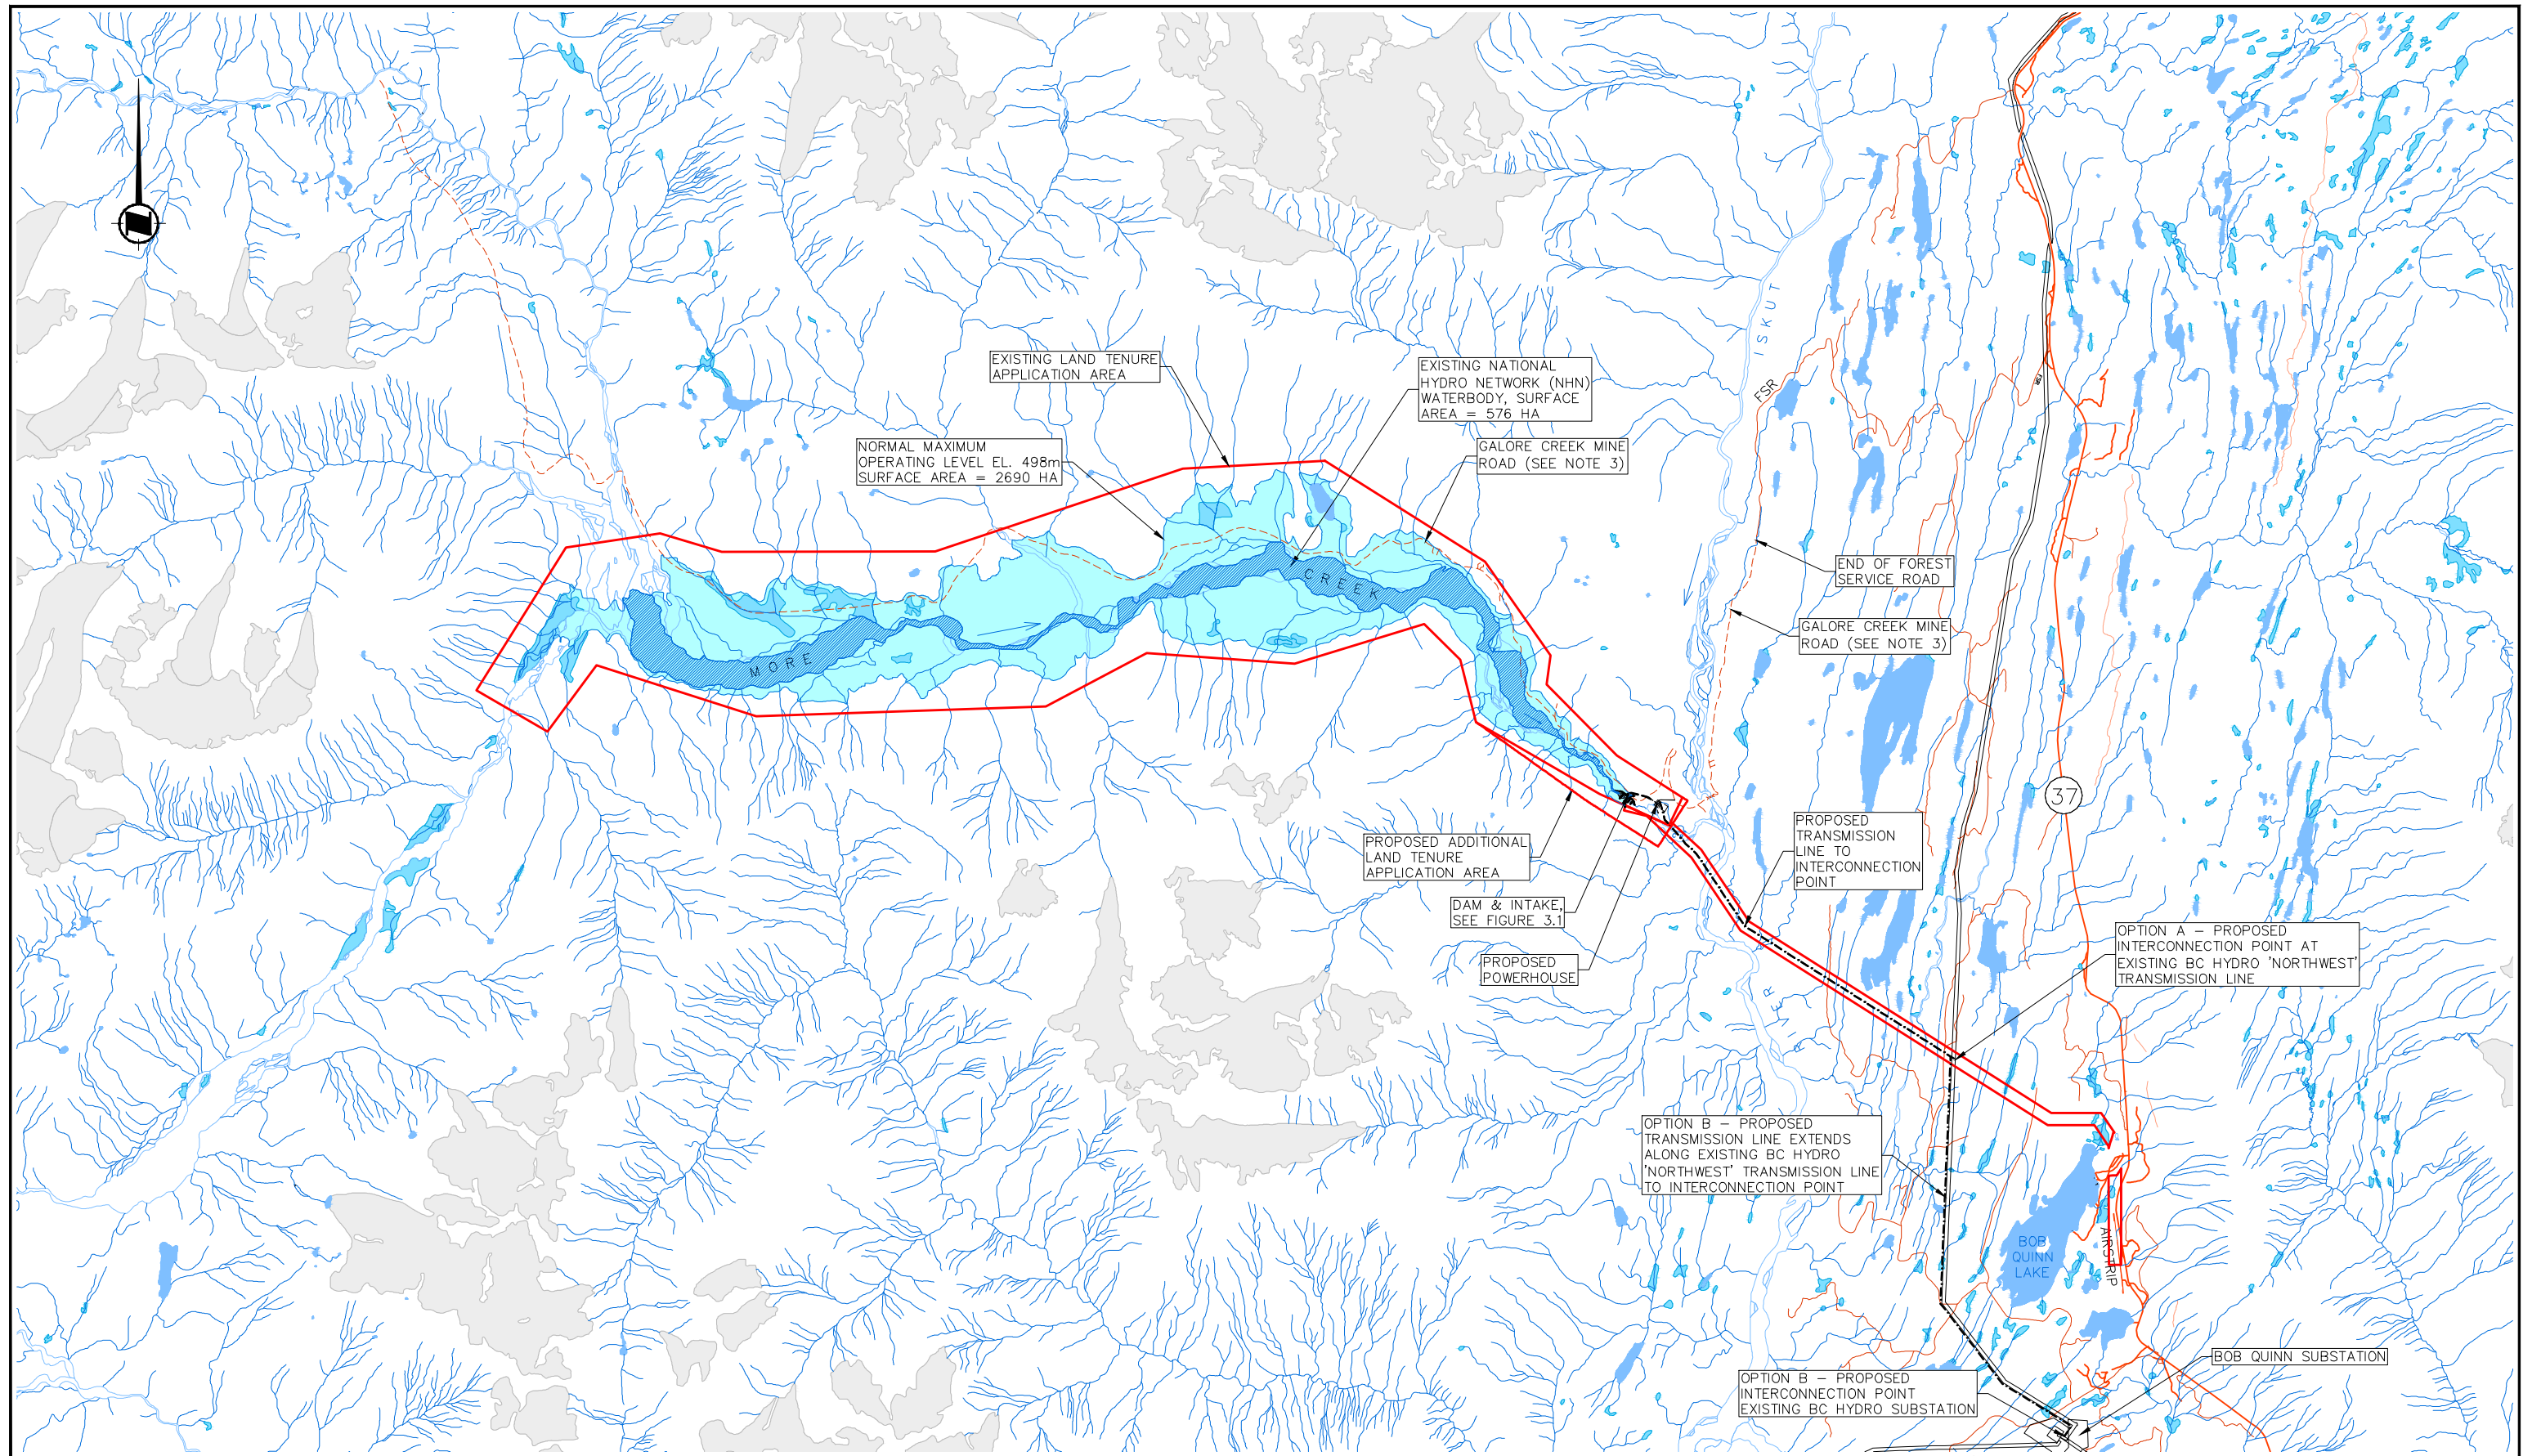 EXISTING LAND TENURE
APPLICATION AREA
EXISTING NATIONAL
HYDRO NETWORK (NHN)
WATERBODY, SURFACE
AREA = 576 HA
NORMAL MAXIMUM
OPERATING LEVEL EL. 498m
SURFACE AREA = 2690 HA
GALORE CREEK MINE
ROAD (SEE NOTE 3)
ISKUT
FSR
FSR
END OF FOREST
SERVICE ROAD
GALORE CREEK MINE
ROAD (SEE NOTE 3)
MORE
CREEK
37
PROPOSED
TRANSMISSION
LINE TO
INTERCONNECTION
POINT
PROPOSED ADDITIONAL
LAND TENURE
APPLICATION AREA
DAM & INTAKE,
SEE FIGURE 3.1
PROPOSED
POWERHOUSE
RIVER
OPTION A – PROPOSED
INTERCONNECTION POINT AT
EXISTING BC HYDRO 'NORTHWEST'
TRANSMISSION LINE
OPTION B – PROPOSED
TRANSMISSION LINE EXTENDS
ALONG EXISTING BC HYDRO
'NORTHWEST' TRANSMISSION LINE
TO INTERCONNECTION POINT
BOB
QUINN
LAKE
AIRSTRIP
BOB QUINN SUBSTATION
OPTION B – PROPOSED
INTERCONNECTION POINT
EXISTING BC HYDRO SUBSTATION